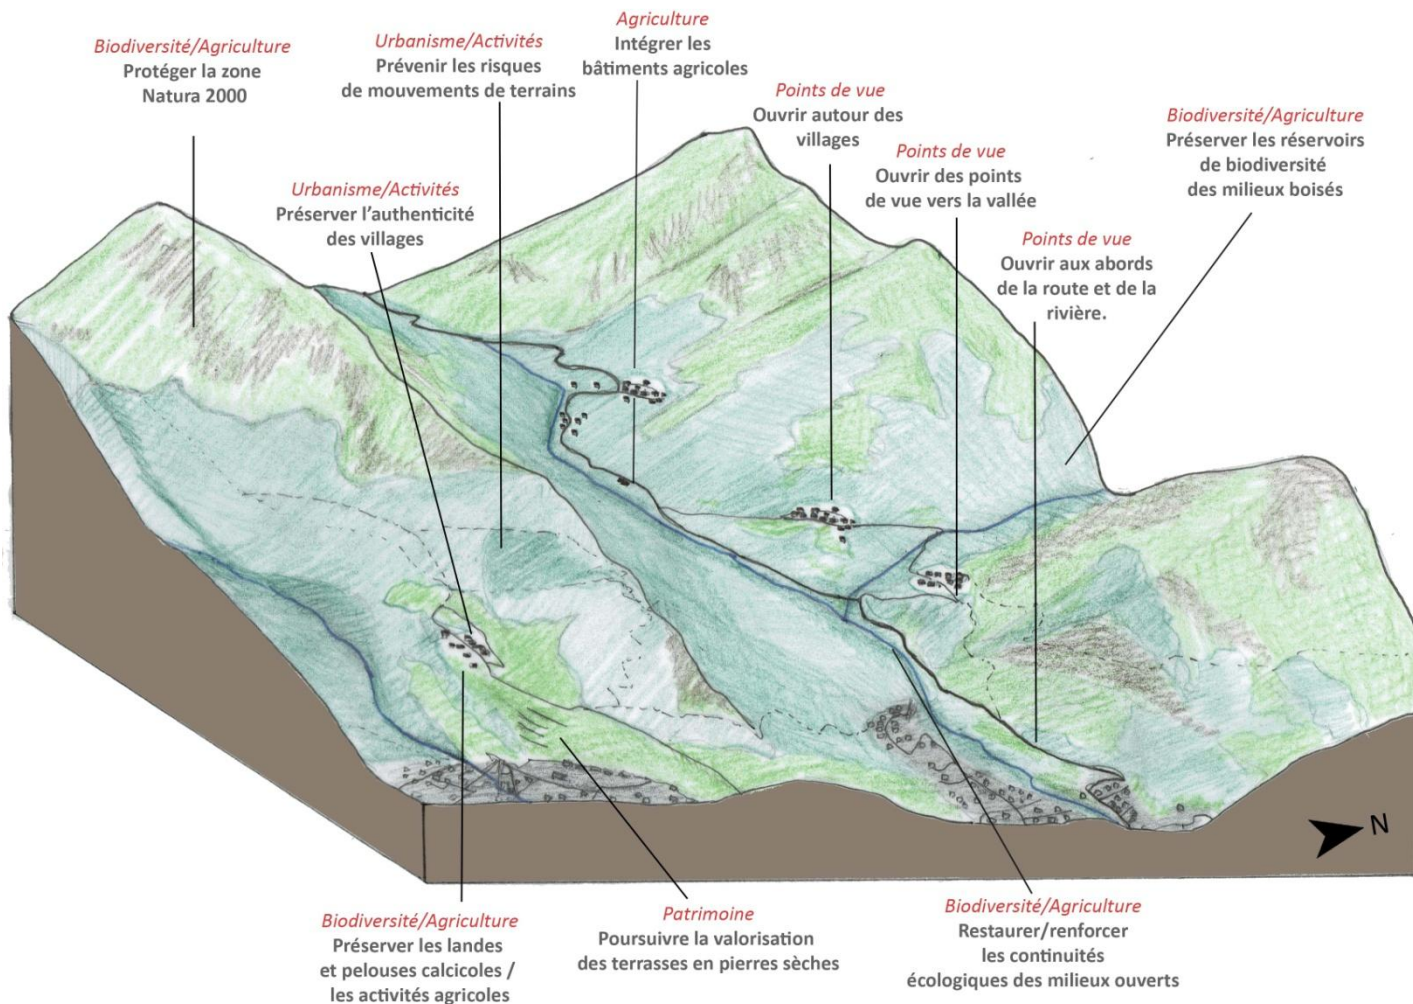 Agriculture
Intégrer les
bâtiments agricoles
Biodiversité/Agriculture
Protéger la zone
Natura 2000
Urbanisme/Activités
Prévenir les risques
de mouvements de terrains
Points de vue
Ouvrir autour des
villages
Biodiversité/Agriculture
Préserver les réservoirs
de biodiversité
des milieux boisés
Points de vue
Ouvrir des points
de vue vers la vallée
Urbanisme/Activités
Préserver l’authenticité
des villages
Points de vue
Ouvrir aux abords
de la route et de la
rivière.
N
Biodiversité/Agriculture
Préserver les landes
et pelouses calcicoles /
les activités agricoles
Patrimoine
Poursuivre la valorisation
des terrasses en pierres sèches
Biodiversité/Agriculture
Restaurer/renforcer
les continuités
écologiques des milieux ouverts